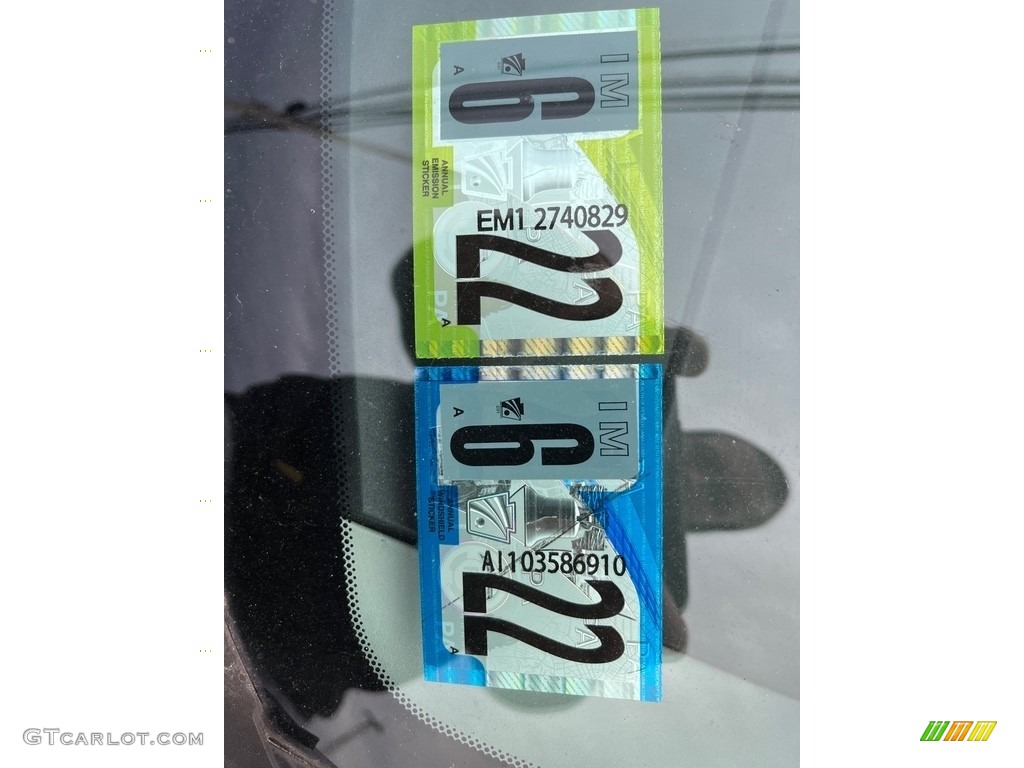 IM
6
A
ANNUAL
EMISSION
STICKER
EM1 2740829
22
PA
A
IM
6
A
ANNUAL
WINDSHIELD
STICKER
AI103586910
22
PA
A
GTCARLOT.COM